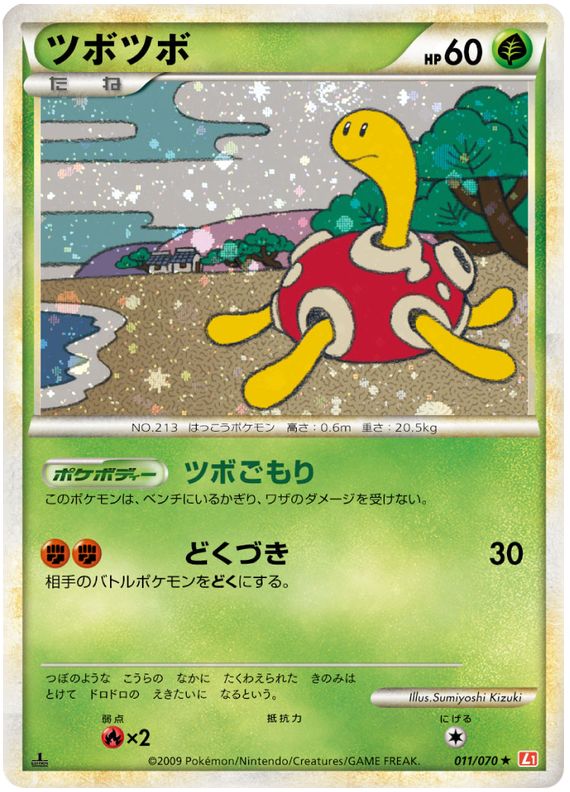 ツボツボ
HP60
たね
NO.213 はっこうポケモン 高さ:0.6m 重さ:20.5kg
ポケボディー ツボごもり
このポケモンは、ベンチにいるかぎり、ワザのダメージを受けない。
どくづき 30
相手のバトルポケモンをどくにする。
つぼのような こうらの なかに たくわえられた きのみは
とけて ドロドロの えきたいに なるという。
Illus.Sumiyoshi Kizuki
弱点 抵抗力 にげる
×2
1 EDITION
©2009 Pokémon/Nintendo/Creatures/GAME FREAK.
011/070 ★ L1